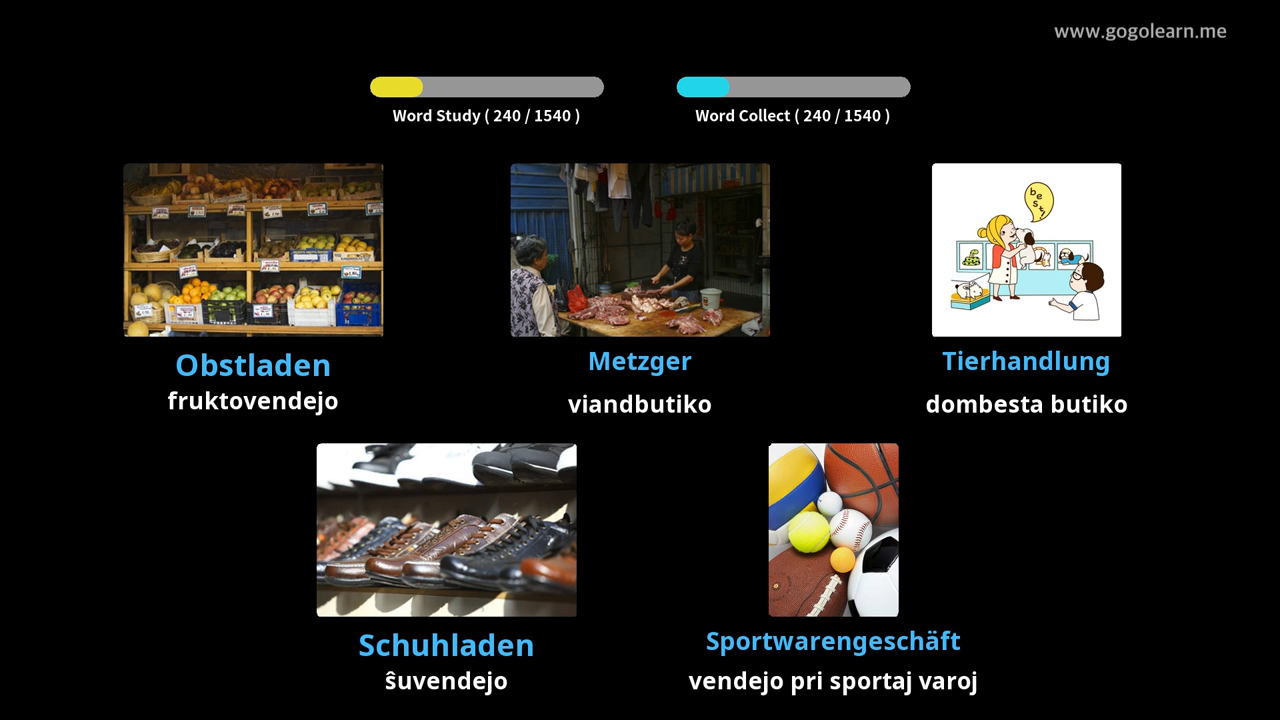 www.gogolearn.me
Word Study ( 240 / 1540 )
Word Collect ( 240 / 1540 )
best
Obstladen
fruktovendejo
Metzger
viandbutiko
Tierhandlung
dombesta butiko
Schuhladen
ŝuvendejo
Sportwarengeschäft
vendejo pri sportaj varoj